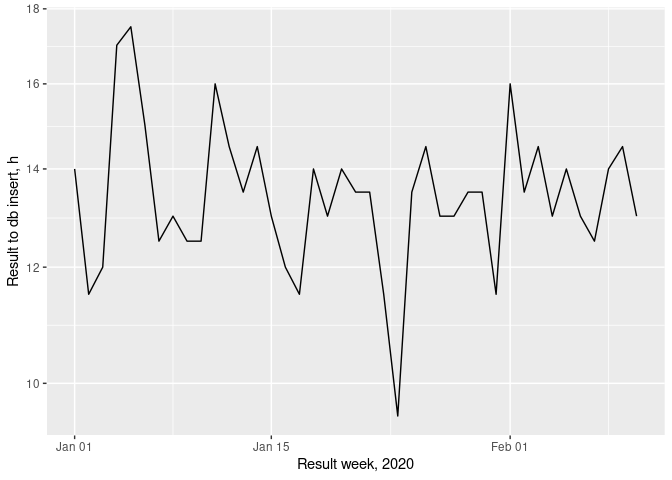 18
16
14
12
10
Result to db insert, h
Jan 01
Jan 15
Feb 01
Result week, 2020